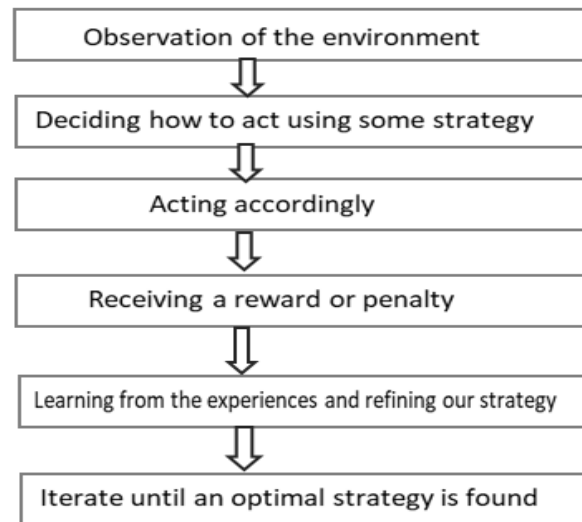 Observation of the environment
Deciding how to act using some strategy
Acting accordingly
Receiving a reward or penalty
Learning from the experiences and refining our strategy
Iterate until an optimal strategy is found